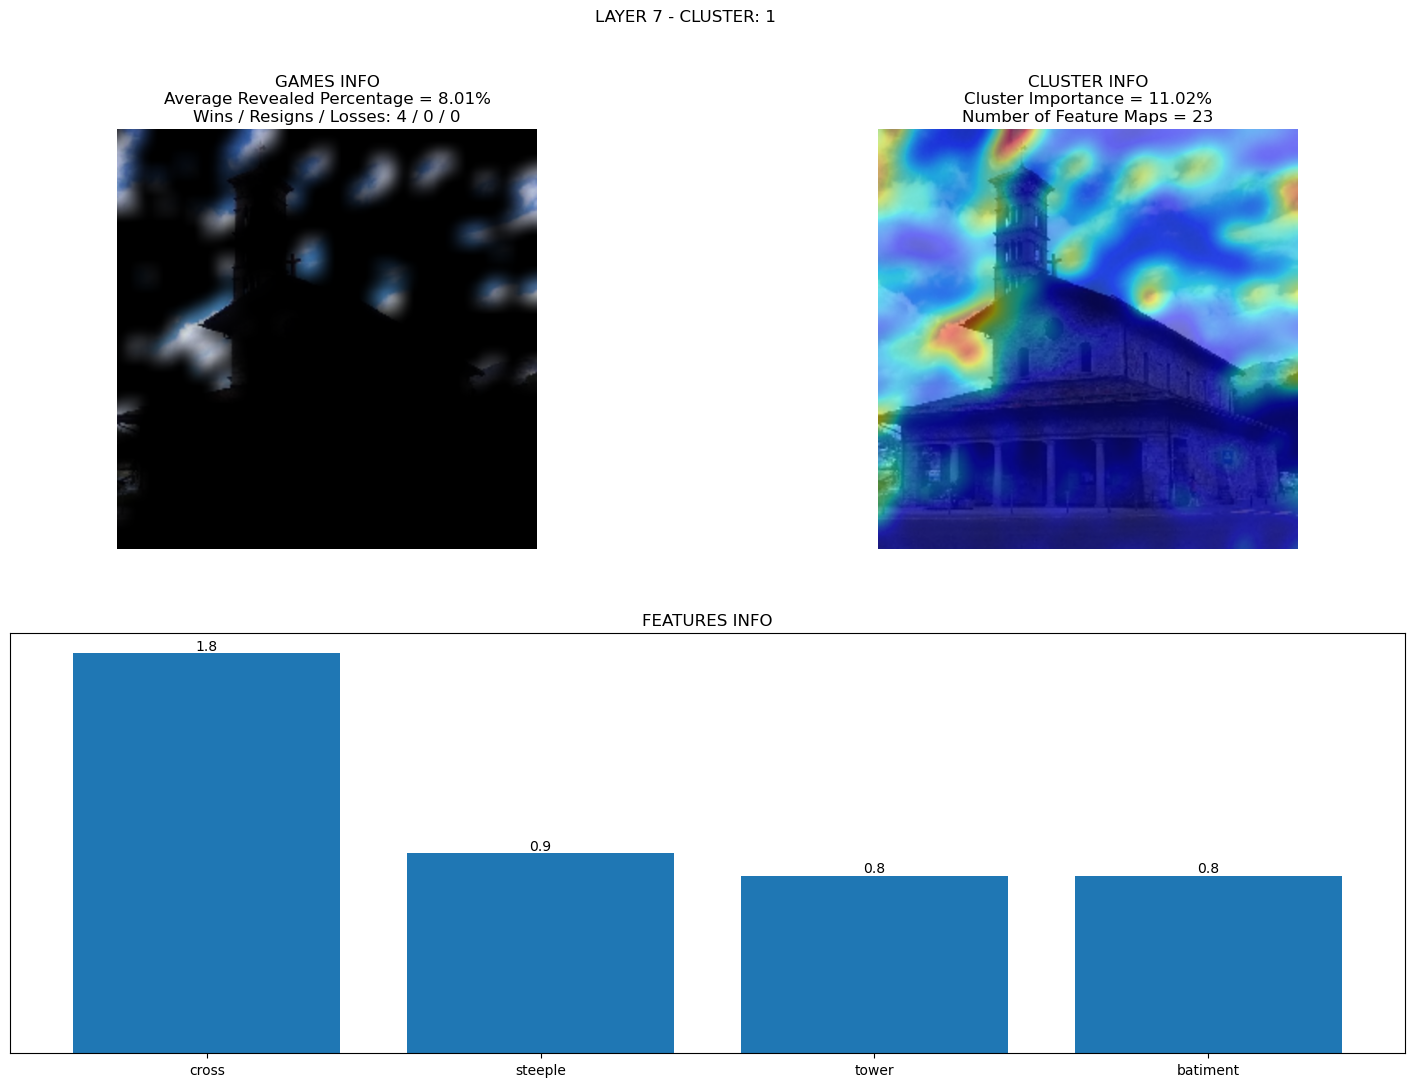 LAYER 7 - CLUSTER: 1
GAMES INFO
Average Revealed Percentage = 8.01%
Wins / Resigns / Losses: 4 / 0 / 0
CLUSTER INFO
Cluster Importance = 11.02%
Number of Feature Maps = 23
FEATURES INFO
1.8
0.9
0.8
0.8
cross
steeple
tower
batiment